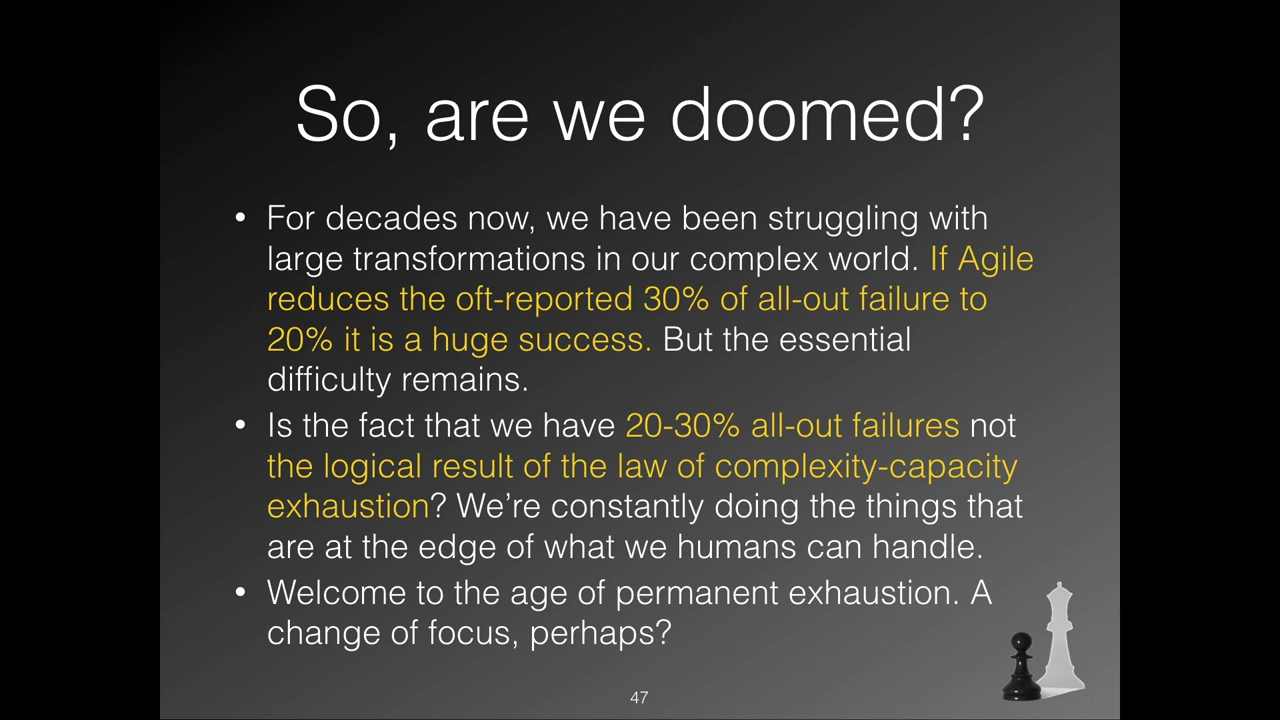 So, are we doomed?
• For decades now, we have been struggling with
large transformations in our complex world. If Agile
reduces the oft-reported 30% of all-out failure to
20% it is a huge success. But the essential
difficulty remains.
• Is the fact that we have 20-30% all-out failures not
the logical result of the law of complexity-capacity
exhaustion? We’re constantly doing the things that
are at the edge of what we humans can handle.
• Welcome to the age of permanent exhaustion. A
change of focus, perhaps?
47